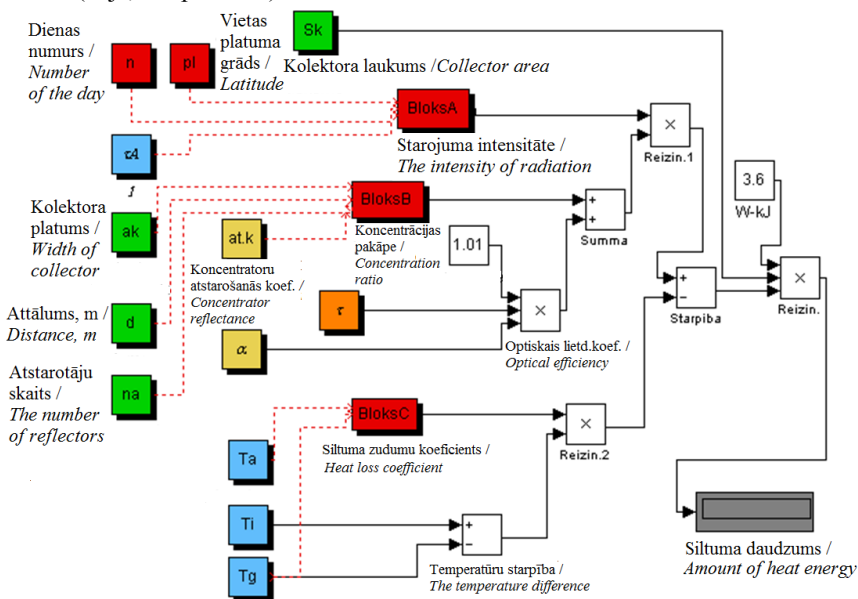 Dienas
numurs /
Number
of the day
n
pl
Vietas
platuma
grāds /
Latitude
Sk
Kolektora laukums /Collector area
BloksA
Starojuma intensitāte /
The intensity of radiation
×
Reizin.1
τA
1
Kolektora
platums /
Width of
collector
ak
BloksB
Koncentrācijas
pakāpe /
Concentration
ratio
at.k
Koncentratoru
atstarošanās koef. /
Concentrator
reflectance
1.01
+
+
Summa
3.6
W-kJ
+
−
Starpiba
×
Reizin.
Attālums, m /
Distance, m
d
τ
×
Optiskais lietd.koef. /
Optical efficiency
α
Atstarotāju
skaits /
The number
of reflectors
na
BloksC
Siltuma zudumu koeficients /
Heat loss coefficient
×
Reizin.2
Ta
Ti
Tg
+
−
Temperatūru starpība /
The temperature difference
Siltuma daudzums /
Amount of heat energy